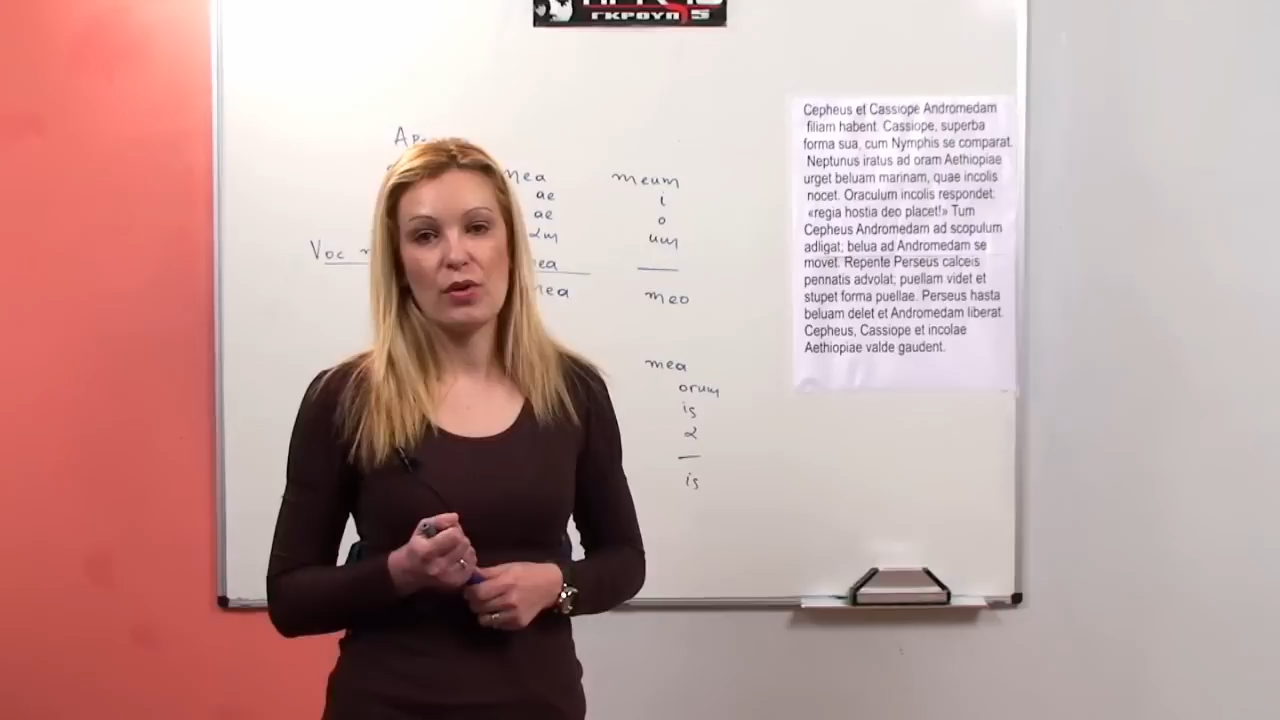 ΓΚΡΟΥΠ 5
mea meum
ae i
ae o
am um
Voc
mea meo
mea
orum
is
a
is
Cepheus et Cassiope Andromedam
filiam habent. Cassiope, superba
forma sua, cum Nymphis se comparat.
Neptunus iratus ad oram Aethiopiae
urget beluam marinam, quae incolis
nocet. Oraculum incolis respondet:
«regia hostia deo placet!» Tum
Cepheus Andromedam ad scopulum
adligat; belua ad Andromedam se
movet. Repente Perseus calceis
pennatis advolat; puellam videt et
stupet forma puellae. Perseus hasta
beluam delet et Andromedam liberat.
Cepheus, Cassiope et incolae
Aethiopiae valde gaudent.